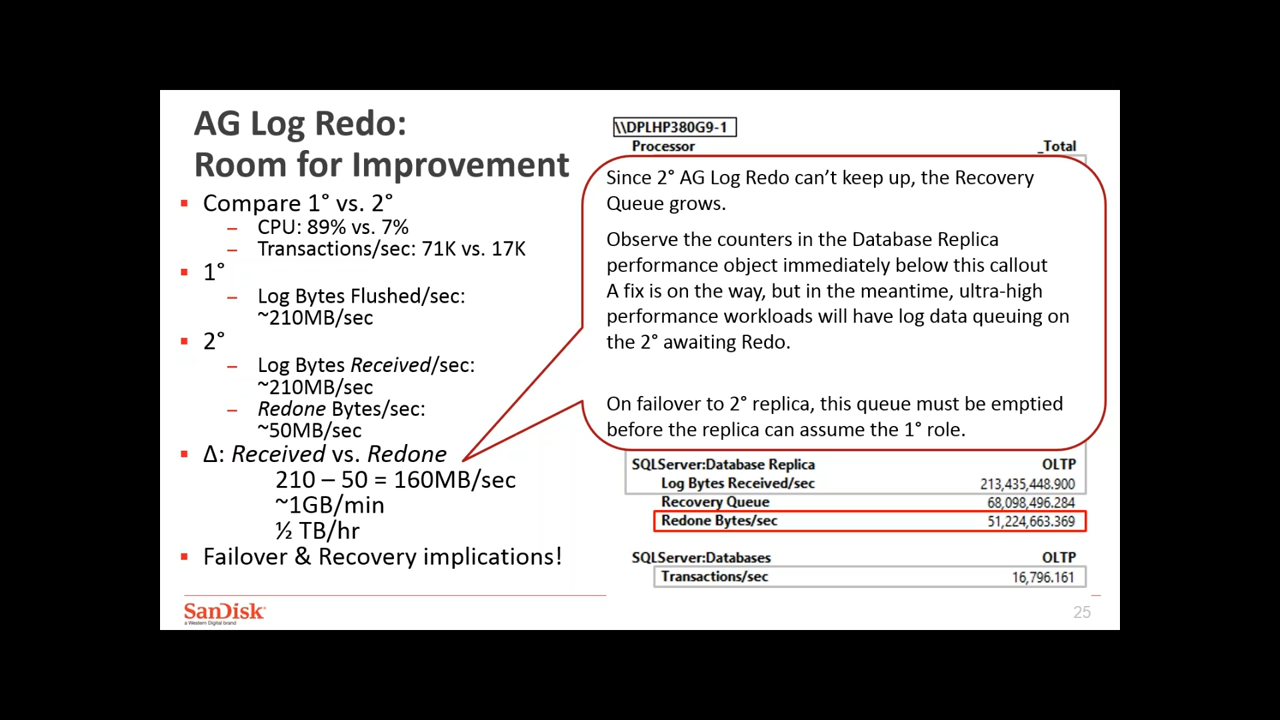 AG Log Redo:
Room for Improvement
▪ Compare 1° vs. 2°
– CPU: 89% vs. 7%
– Transactions/sec: 71K vs. 17K
▪ 1°
– Log Bytes Flushed/sec:
~210MB/sec
▪ 2°
– Log Bytes Received/sec:
~210MB/sec
– Redone Bytes/sec:
~50MB/sec
▪ Δ: Received vs. Redone
210 – 50 = 160MB/sec
~1GB/min
½ TB/hr
▪ Failover & Recovery implications!
\\DPLHP380G9-1
Processor _Total
Since 2° AG Log Redo can’t keep up, the Recovery
Queue grows.
Observe the counters in the Database Replica
performance object immediately below this callout
A fix is on the way, but in the meantime, ultra-high
performance workloads will have log data queuing on
the 2° awaiting Redo.
On failover to 2° replica, this queue must be emptied
before the replica can assume the 1° role.
SQLServer:Database Replica OLTP
Log Bytes Received/sec 213,435,448.900
Recovery Queue 68,098,496.284
Redone Bytes/sec 51,224,663.369
SQLServer:Databases OLTP
Transactions/sec 16,796.161
SanDisk
a Western Digital brand
25